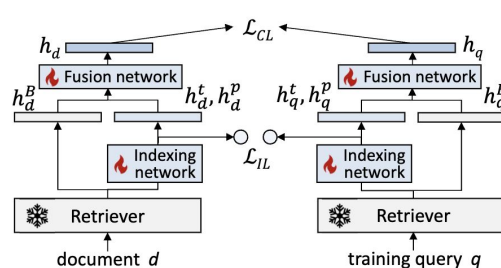 h_d L_CL h_q
Fusion network Fusion network
h_d^B h_d^t, h_d^p h_q^t, h_q^p
Indexing network L_IL Indexing network
Retriever Retriever
document d training query q